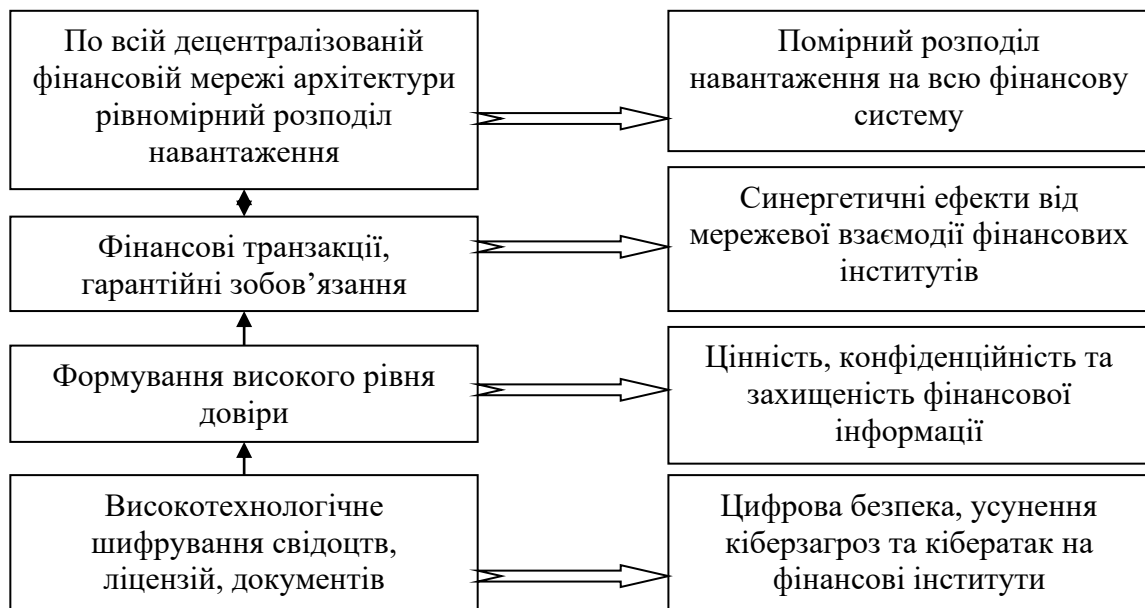 По всій децентралізованій
фінансовій мережі архітектури
рівномірний розподіл
навантаження
Помірний розподіл
навантаження на всю фінансову
систему
Фінансові транзакції,
гарантійні зобов’язання
Синергетичні ефекти від
мережевої взаємодії фінансових
інститутів
Формування високого рівня
довіри
Цінність, конфіденційність та
захищеність фінансової
інформації
Високотехнологічне
шифрування свідоцтв,
ліцензій, документів
Цифрова безпека, усунення
кіберзагроз та кібератак на
фінансові інститути